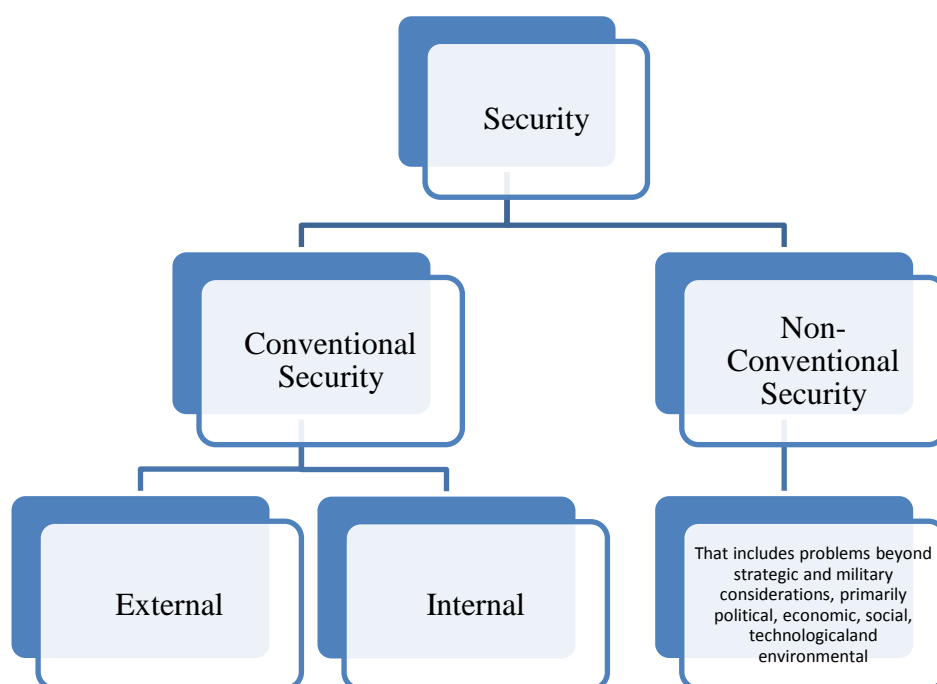 Security
Conventional
Security
Non-
Conventional
Security
External
Internal
That includes problems beyond
strategic and military
considerations, primarily
political, economic, social,
technologicaland
environmental